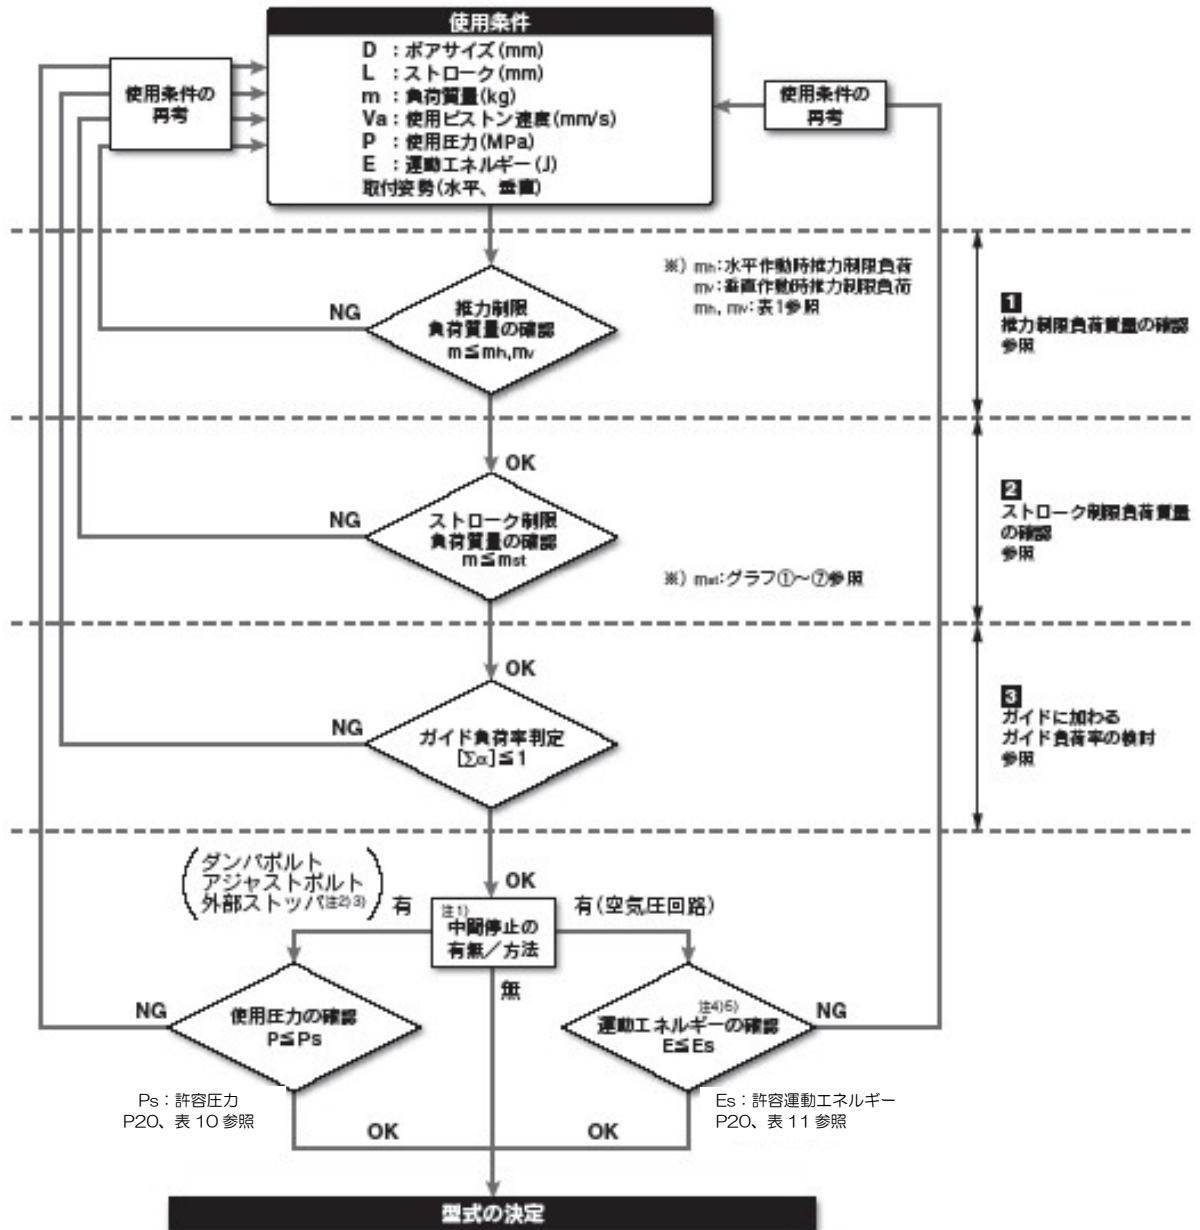 使用条件
D :ボアサイズ(mm)
L :ストローク(mm)
m :負荷質量(kg)
Va:使用ピストン速度(mm/s)
P :使用圧力(MPa)
E :運動エネルギー(J)
取付姿勢(水平、垂直)
使用条件の
再考
使用条件の
再考
※) mh:水平作動時推力制限負荷
mv:垂直作動時推力制限負荷
mh, mv:表1参照
NG
推力制限
負荷質量の確認
m≦mh,mv
1
推力制限負荷質量の確認
参照
OK
NG
ストローク制限
負荷質量の確認
m≦mst
※) mst:グラフ①~⑦参照
2
ストローク制限負荷質量
の確認
参照
OK
NG
ガイド負荷率判定
[Σα]≦1
3
ガイドに加わる
ガイド負荷率の検討
参照
ダンパボルト
アジャストボルト
外部ストッパ注2)3)
有
OK
注1)
中間停止の
有無/方法
有(空気圧回路)
無
NG
使用圧力の確認
P≦Ps
注4)5)
運動エネルギーの確認
E≦Es
NG
Ps:許容圧力
P20、表 10 参照
Es:許容運動エネルギー
P20、表 11 参照
OK
OK
型式の決定